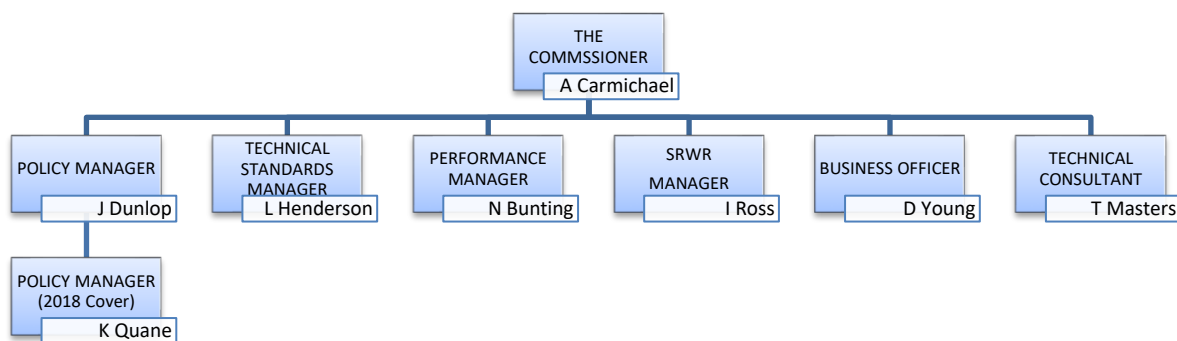 THE
COMMSSIONER
A Carmichael
POLICY MANAGER
J Dunlop
TECHNICAL
STANDARDS
MANAGER
L Henderson
PERFORMANCE
MANAGER
N Bunting
SRWR
MANAGER
I Ross
BUSINESS OFFICER
D Young
TECHNICAL
CONSULTANT
T Masters
POLICY MANAGER
(2018 Cover)
K Quane